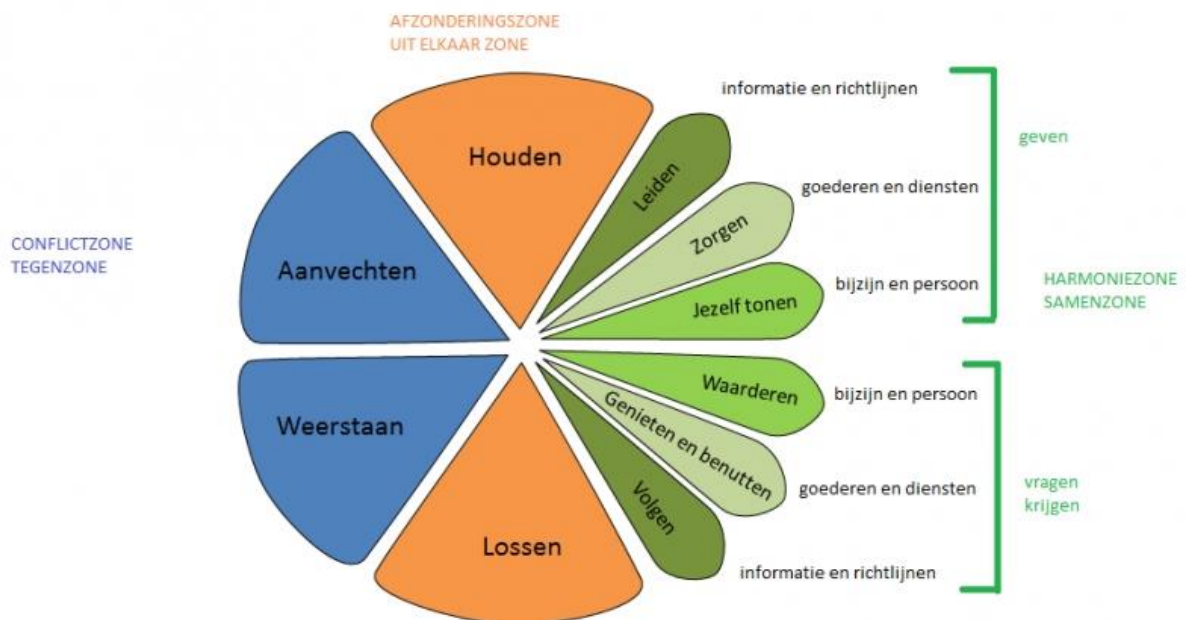 AFZONDERINGSZONE
UIT ELKAAR ZONE
informatie en richtlijnen
geven
Houden
Leiden
goederen en diensten
Zorgen
CONFLICTZONE
TEGENZONE
Aanvechten
bijzijn en persoon
HARMONIEZONE
SAMENZONE
Jezelf tonen
Waarderen
bijzijn en persoon
Weerstaan
Genieten en benutten
goederen en diensten
vragen
krijgen
Volgen
Lossen
informatie en richtlijnen